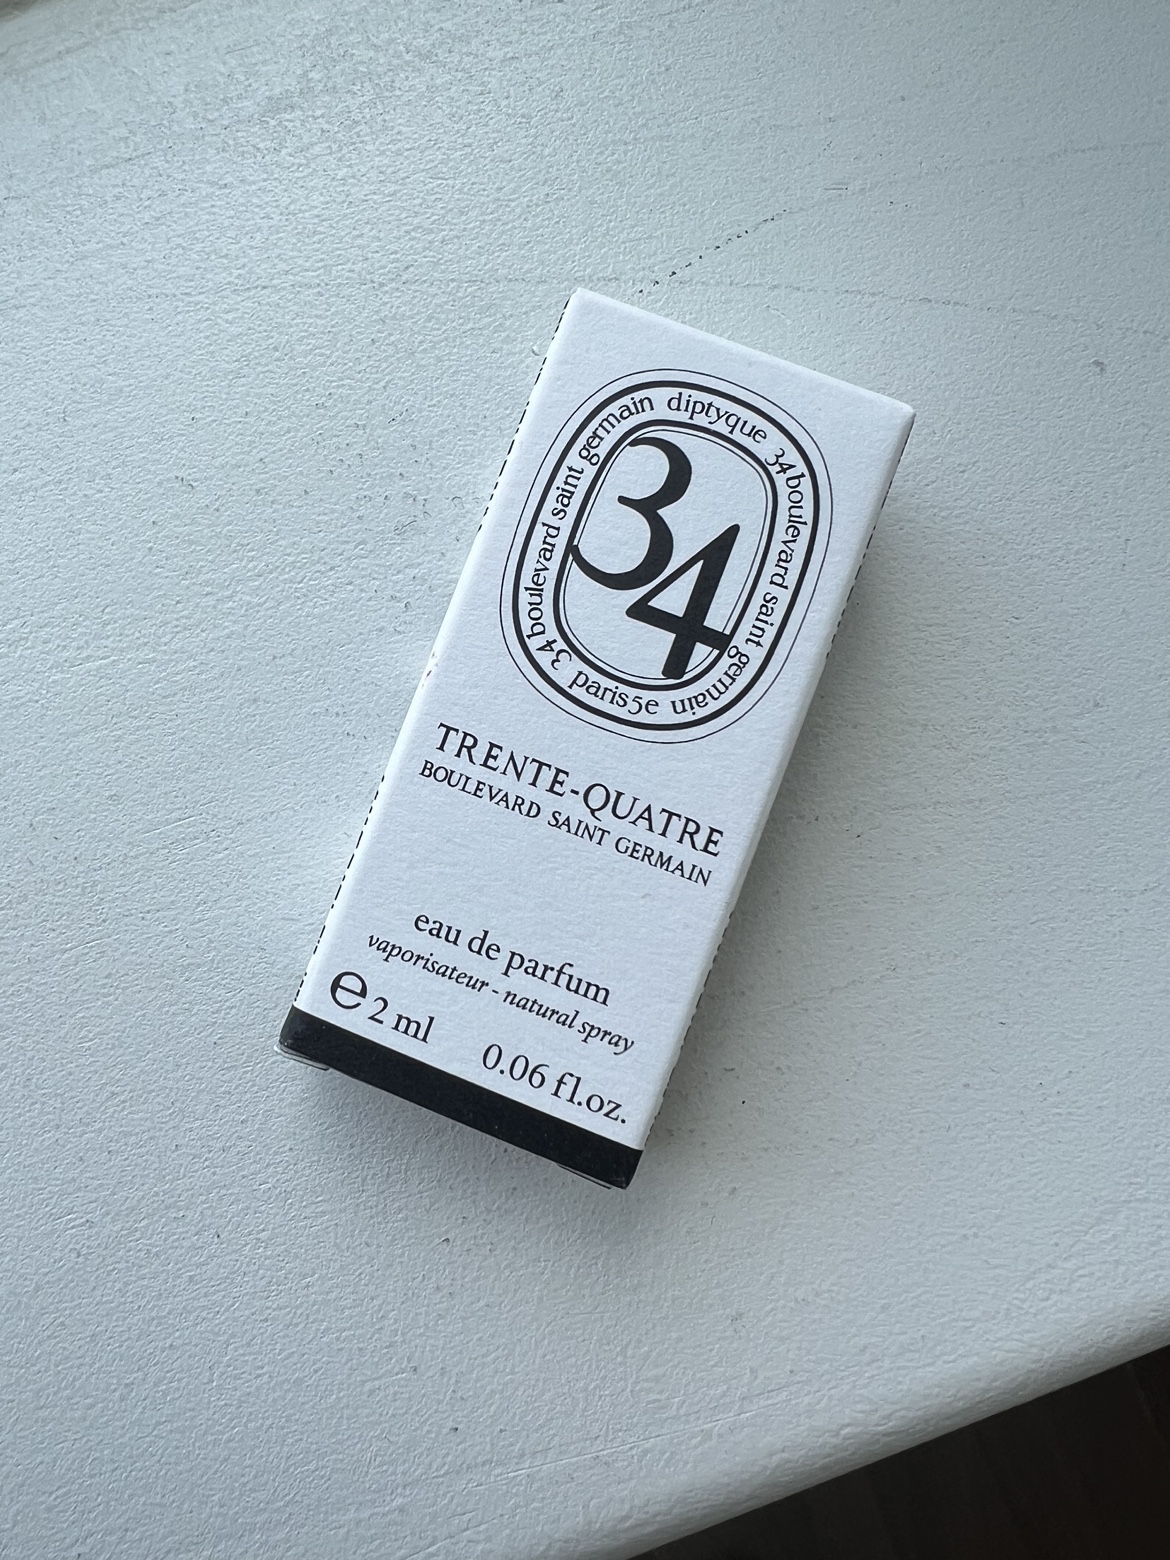 diptyque 34 boulevard saint germain paris5e 34 boulevard saint germain
34
TRENTE-QUATRE
BOULEVARD SAINT GERMAIN
eau de parfum
vaporisateur - natural spray
℮ 2 ml 0.06 fl.oz.